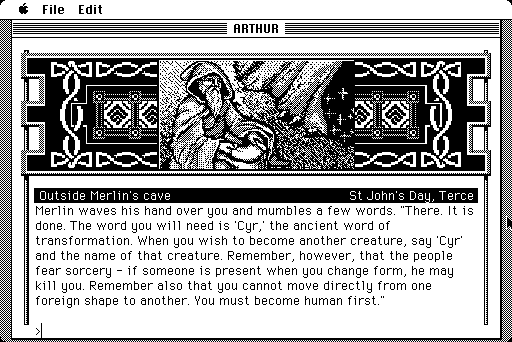 File Edit
ARTHUR
Outside Merlin's cave St John's Day, Terce
Merlin waves his hand over you and mumbles a few words. "There. It is
done. The word you will need is 'Cyr,' the ancient word of
transformation. When you wish to become another creature, say 'Cyr'
and the name of that creature. Remember, however, that the people
fear sorcery - if someone is present when you change form, he may
kill you. Remember also that you cannot move directly from one
foreign shape to another. You must become human first."
>